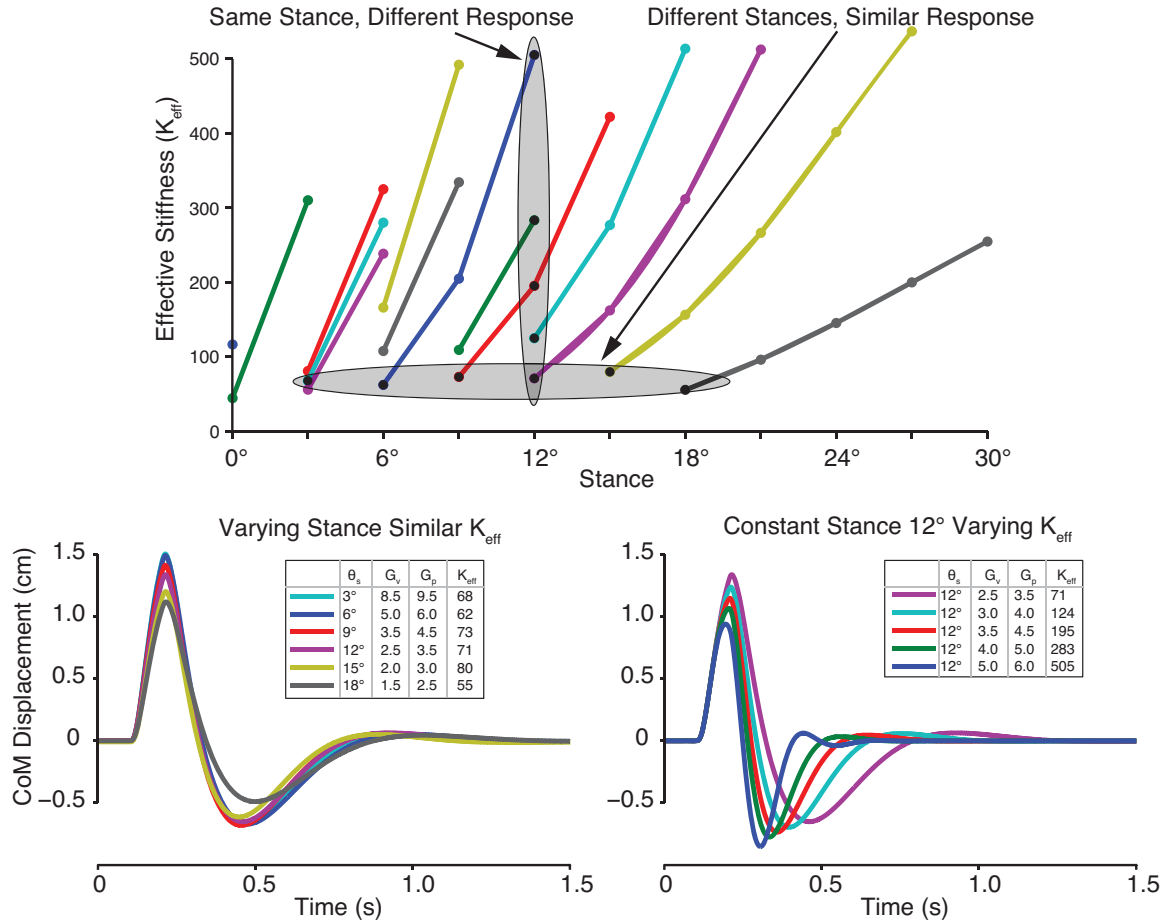 Same Stance, Different Response
Different Stances, Similar Response
Effective Stiffness (Keff)
500
400
300
200
100
0
0° 6° 12° 18° 24° 30°
Stance
Varying Stance Similar Keff
CoM Displacement (cm)
1.5
1.0
0.5
0
−0.5
θs Gv Gp Keff
3° 8.5 9.5 68
6° 5.0 6.0 62
9° 3.5 4.5 73
12° 2.5 3.5 71
15° 2.0 3.0 80
18° 1.5 2.5 55
0 0.5 1.0 1.5
Time (s)
Constant Stance 12° Varying Keff
1.5
1.0
0.5
0
−0.5
θs Gv Gp Keff
12° 2.5 3.5 71
12° 3.0 4.0 124
12° 3.5 4.5 195
12° 4.0 5.0 283
12° 5.0 6.0 505
0 0.5 1.0 1.5
Time (s)